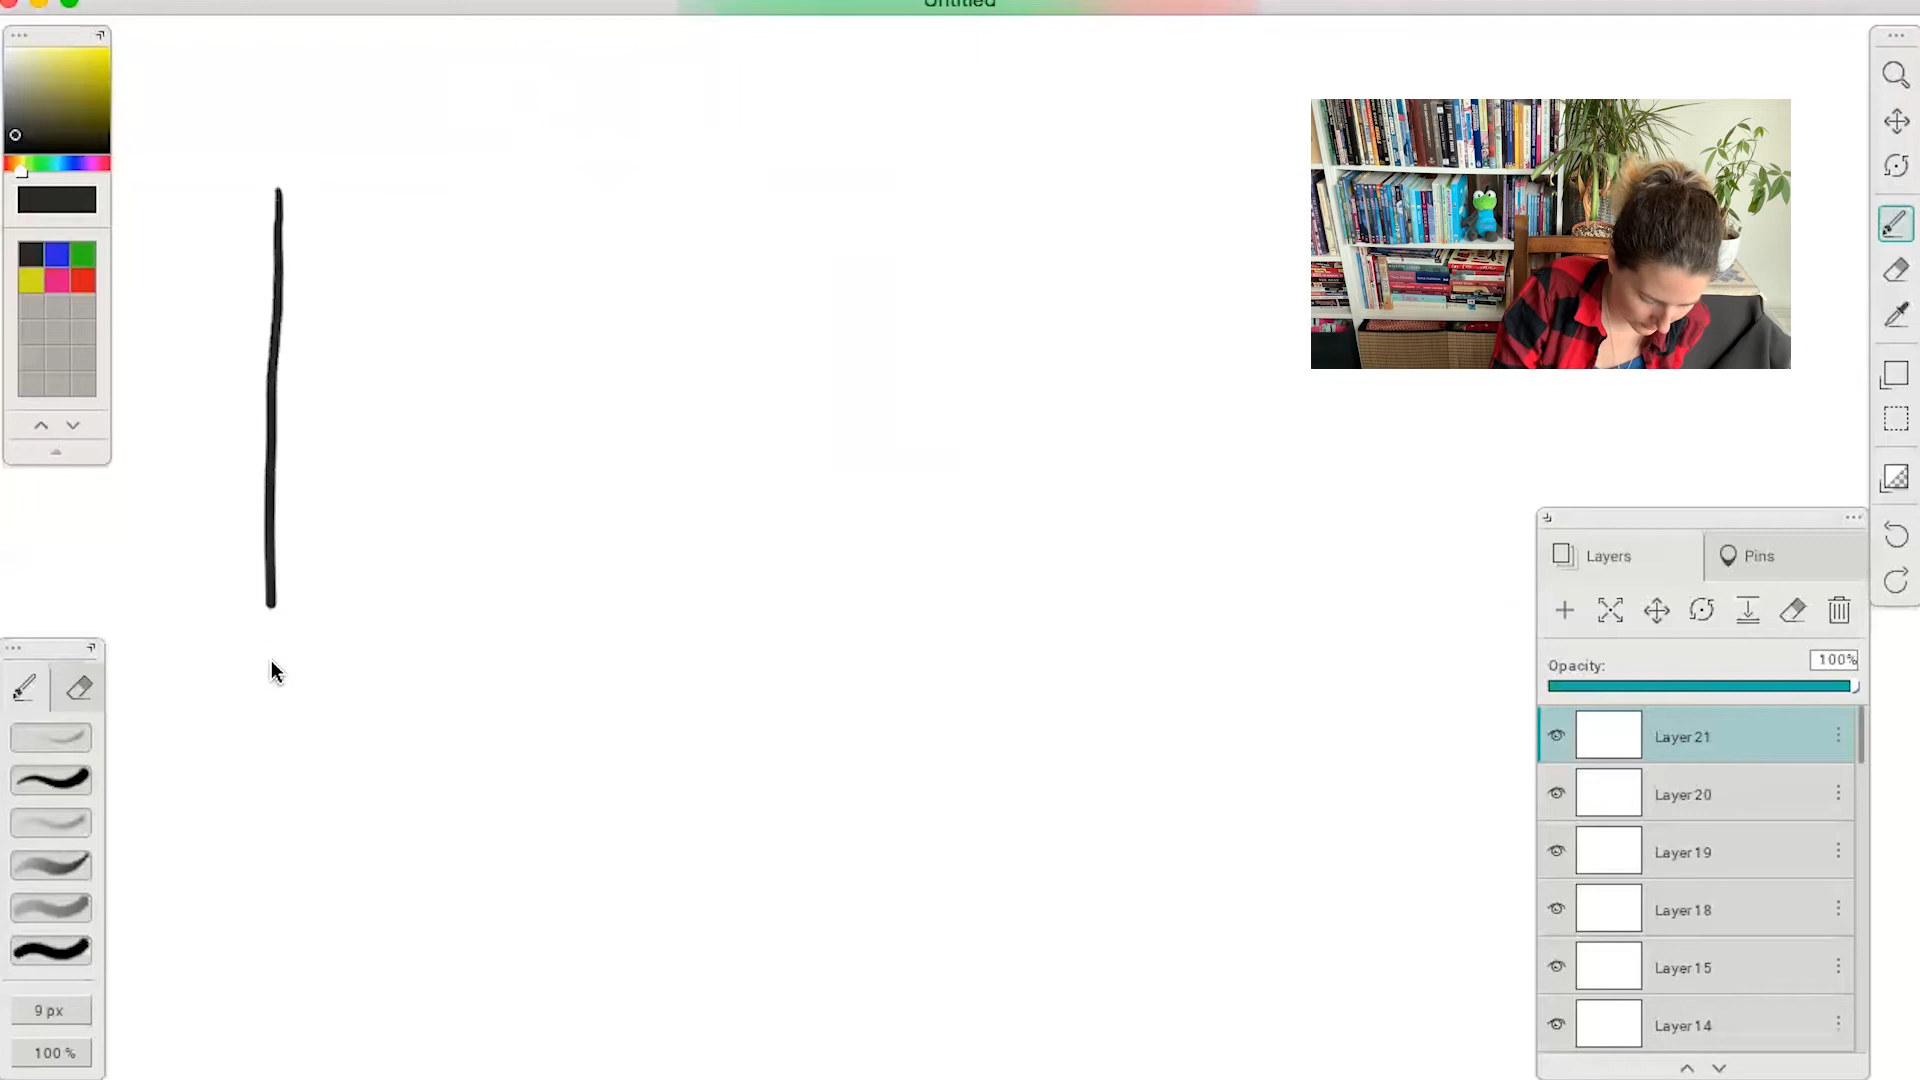 Untitled
Layers
Pins
Opacity:
100%
Layer 21
Layer 20
Layer 19
Layer 18
Layer 15
Layer 14
9 px
100 %